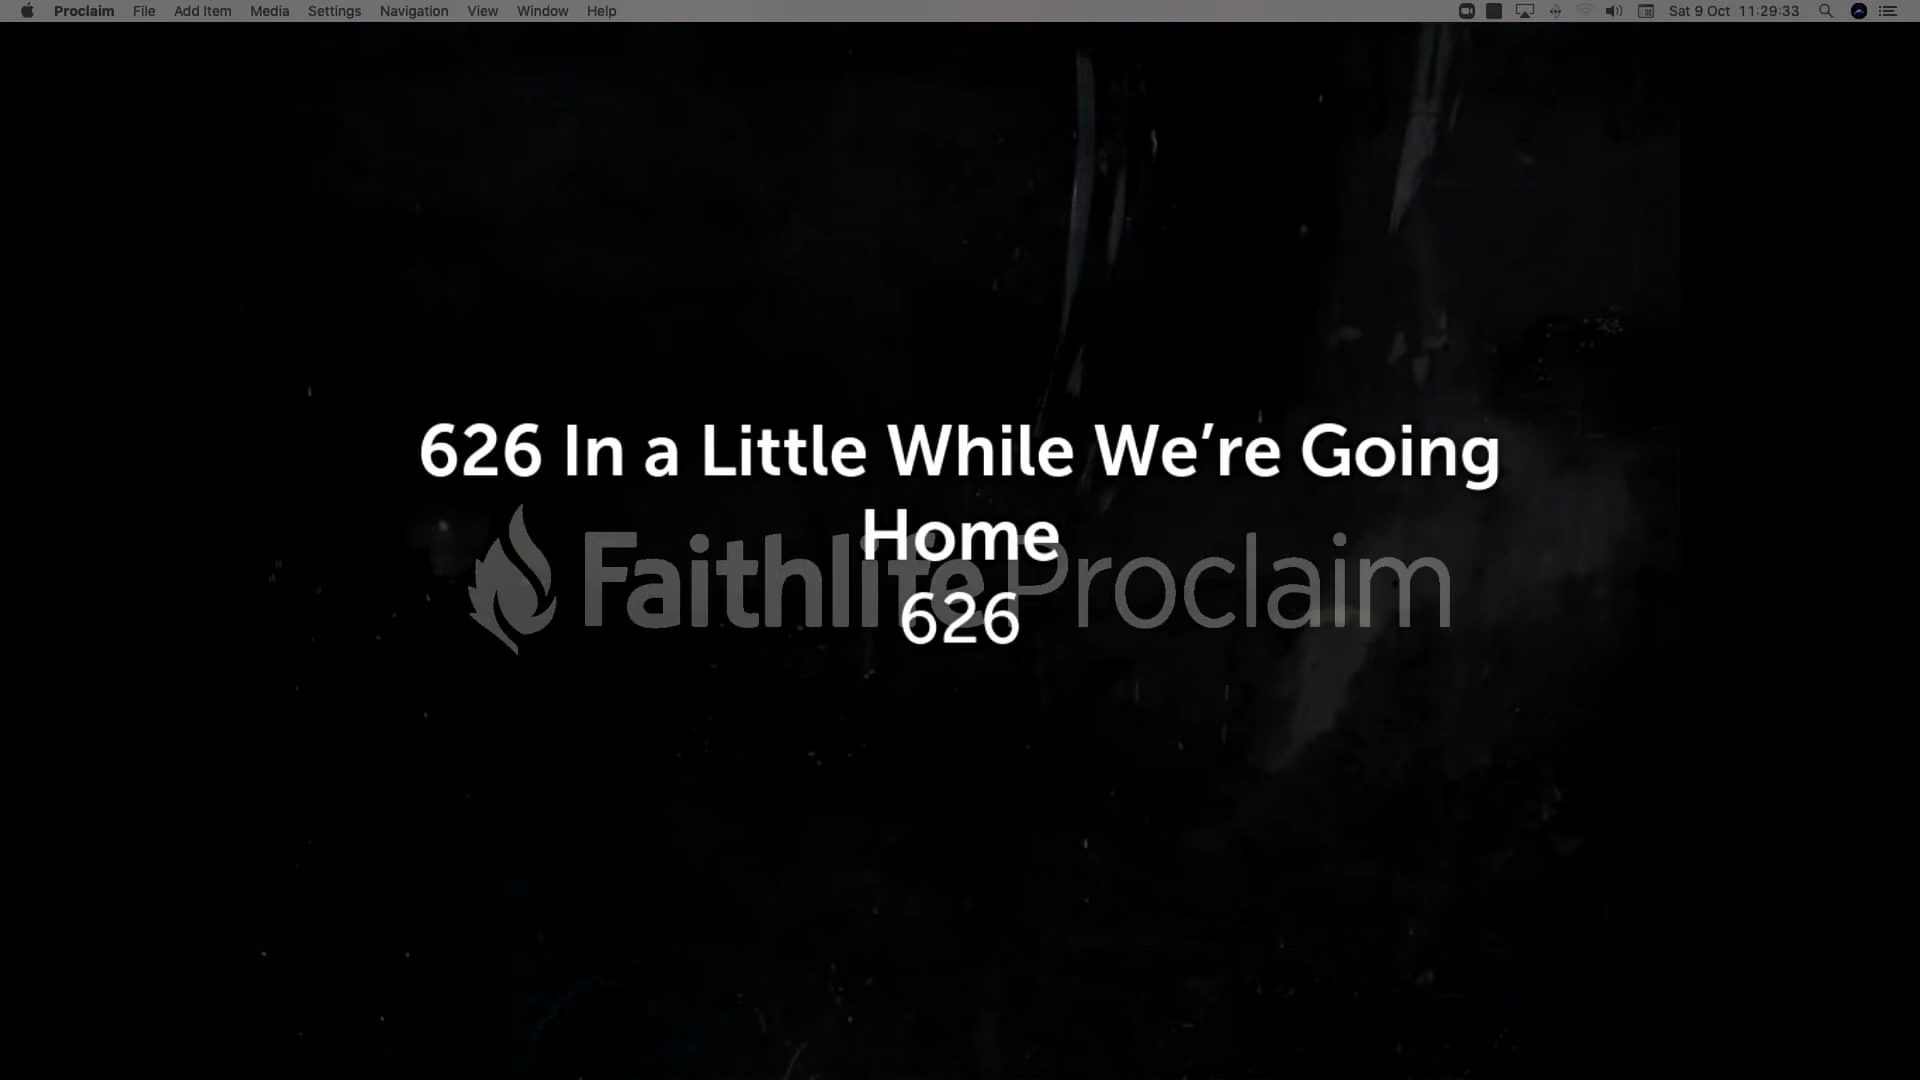 Proclaim File Add Item Media Settings Navigation View Window Help Sat 9 Oct 11:29:33
626 In a Little While We’re Going
Home
Faithlife Proclaim
626